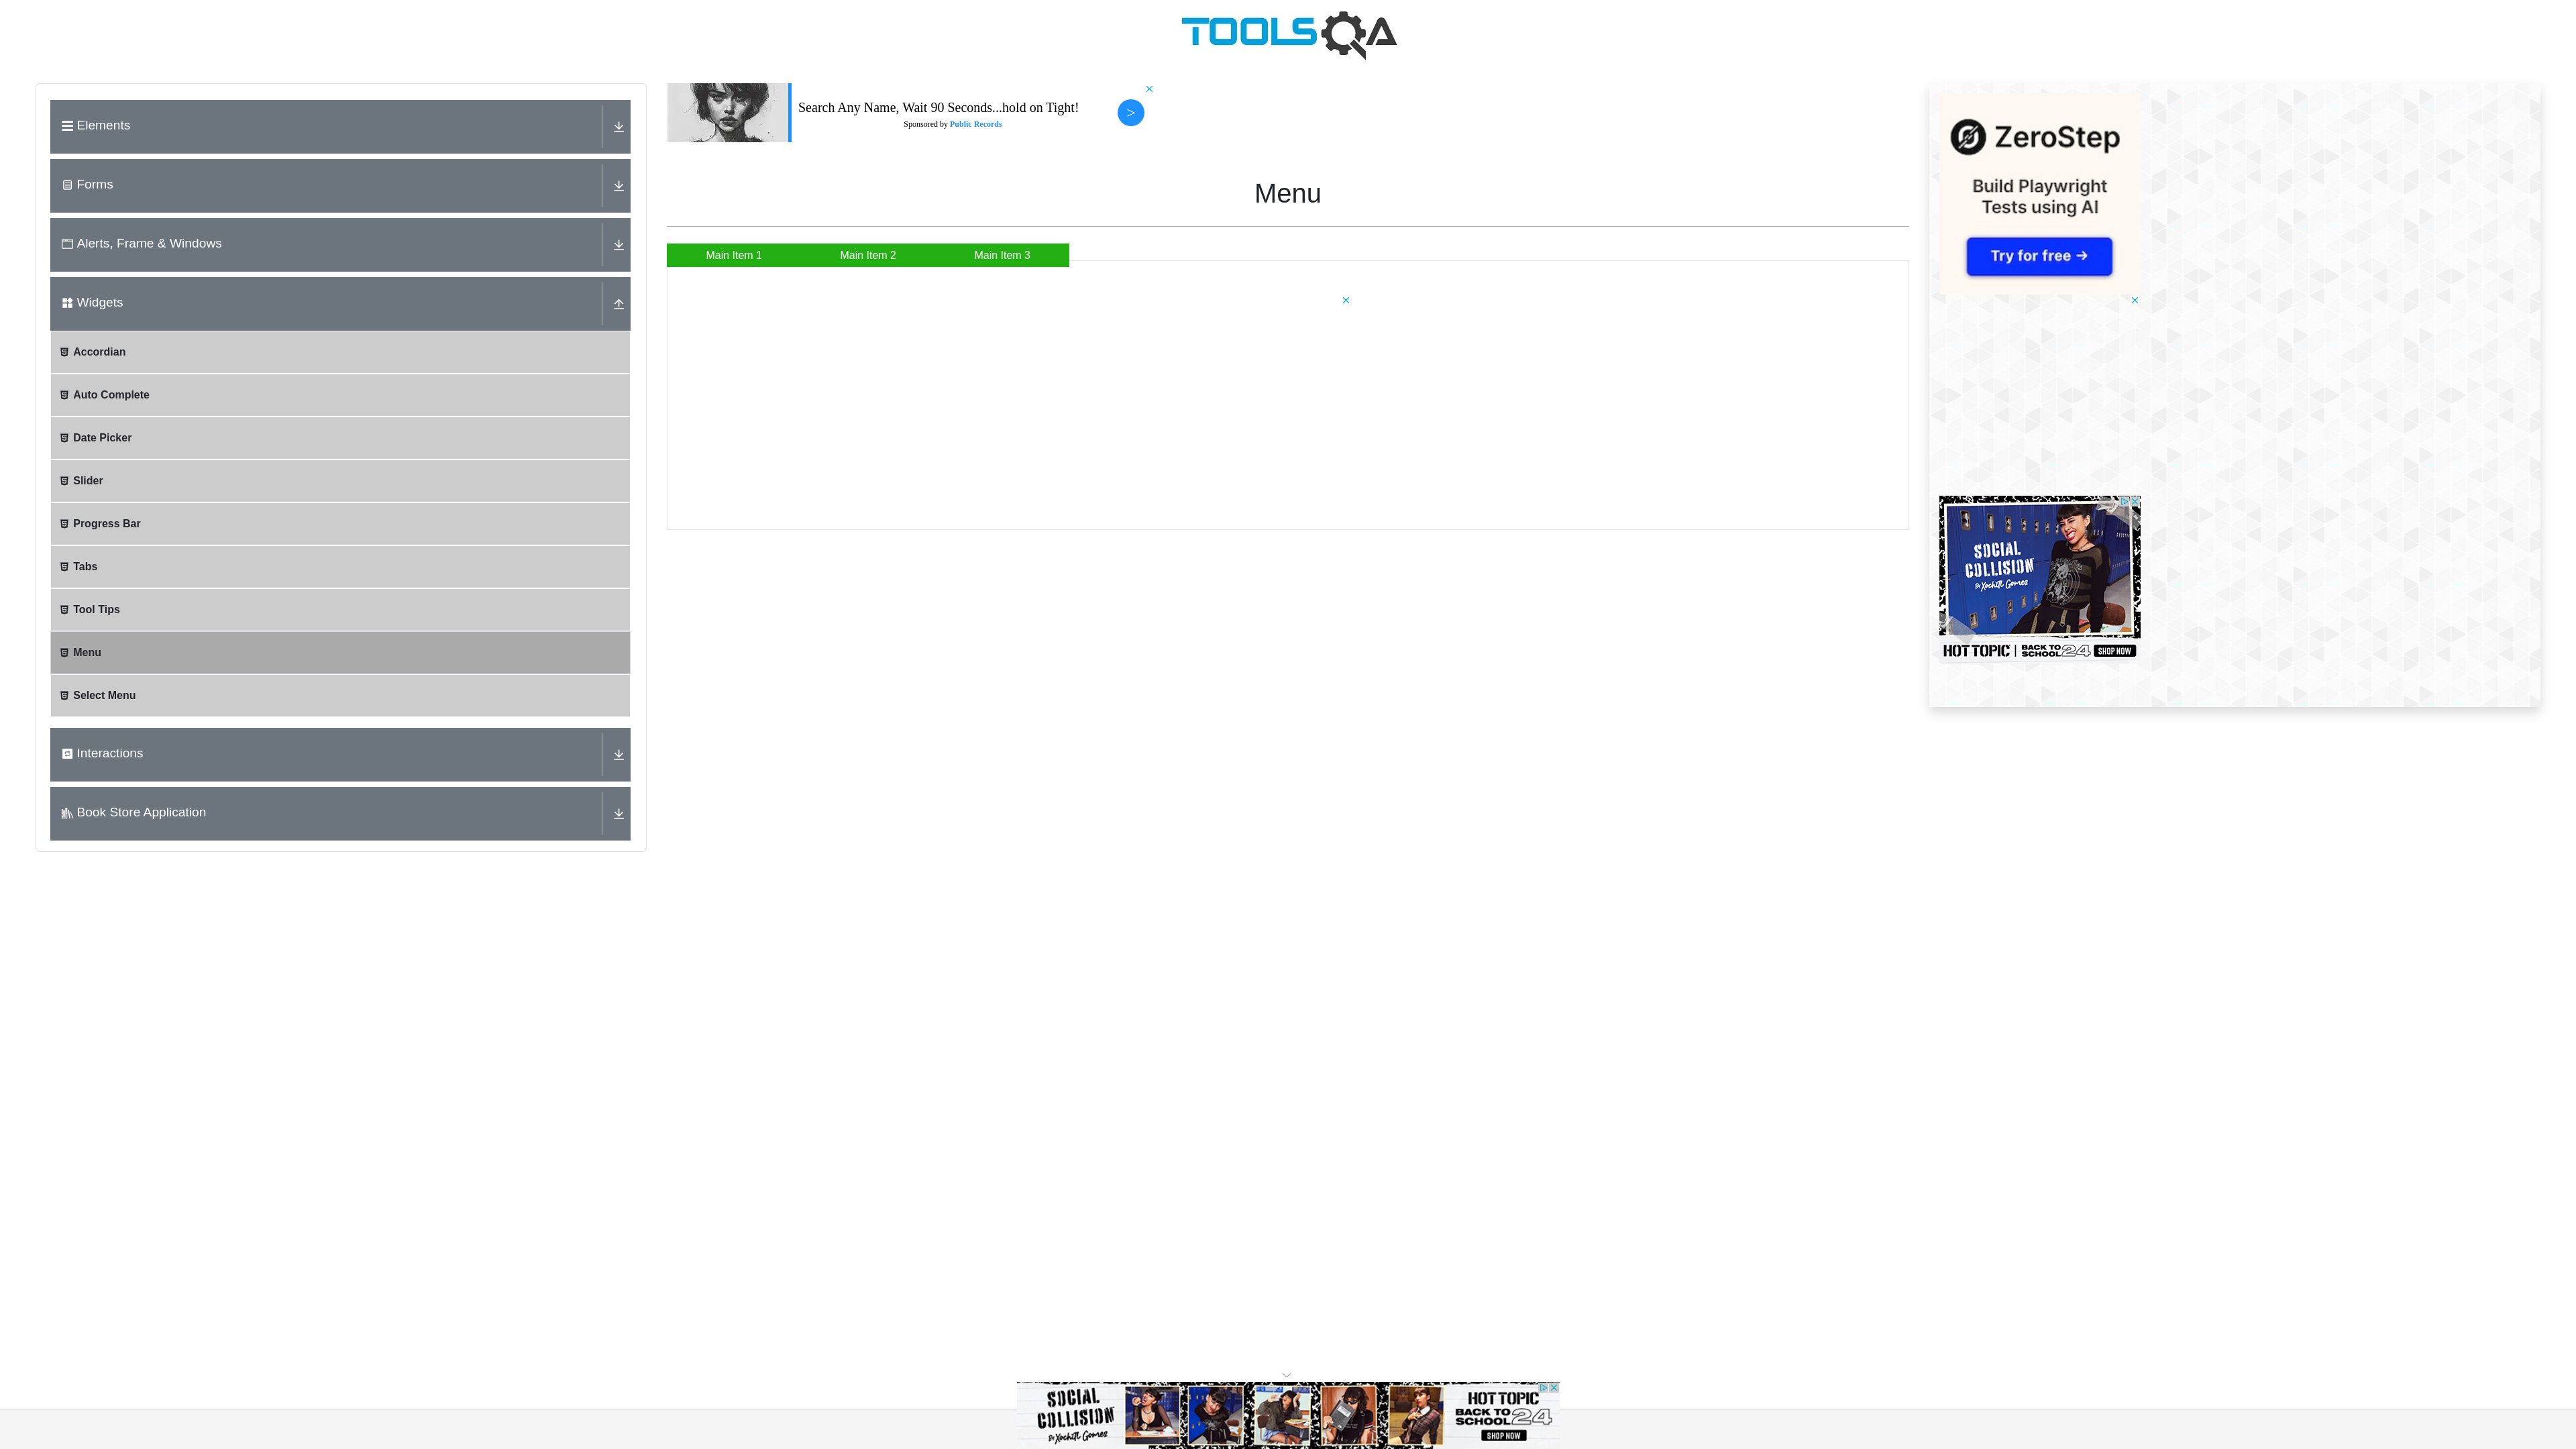 TOOLSQA
Elements
Forms
Alerts, Frame & Windows
Widgets
Accordian
Auto Complete
Date Picker
Slider
Progress Bar
Tabs
Tool Tips
Menu
Select Menu
Interactions
Book Store Application
Search Any Name, Wait 90 Seconds...hold on Tight!
Sponsored by Public Records
>
Menu
Main Item 1 Main Item 2 Main Item 3
ZeroStep
Build Playwright
Tests using AI
Try for free →
SOCIAL
COLLISION
By Xochitl Gomez
HOT TOPIC | BACK TO SCHOOL 24 SHOP NOW
SOCIAL
COLLISION
By Xochitl Gomez
HOT TOPIC
BACK TO
SCHOOL 24
SHOP NOW